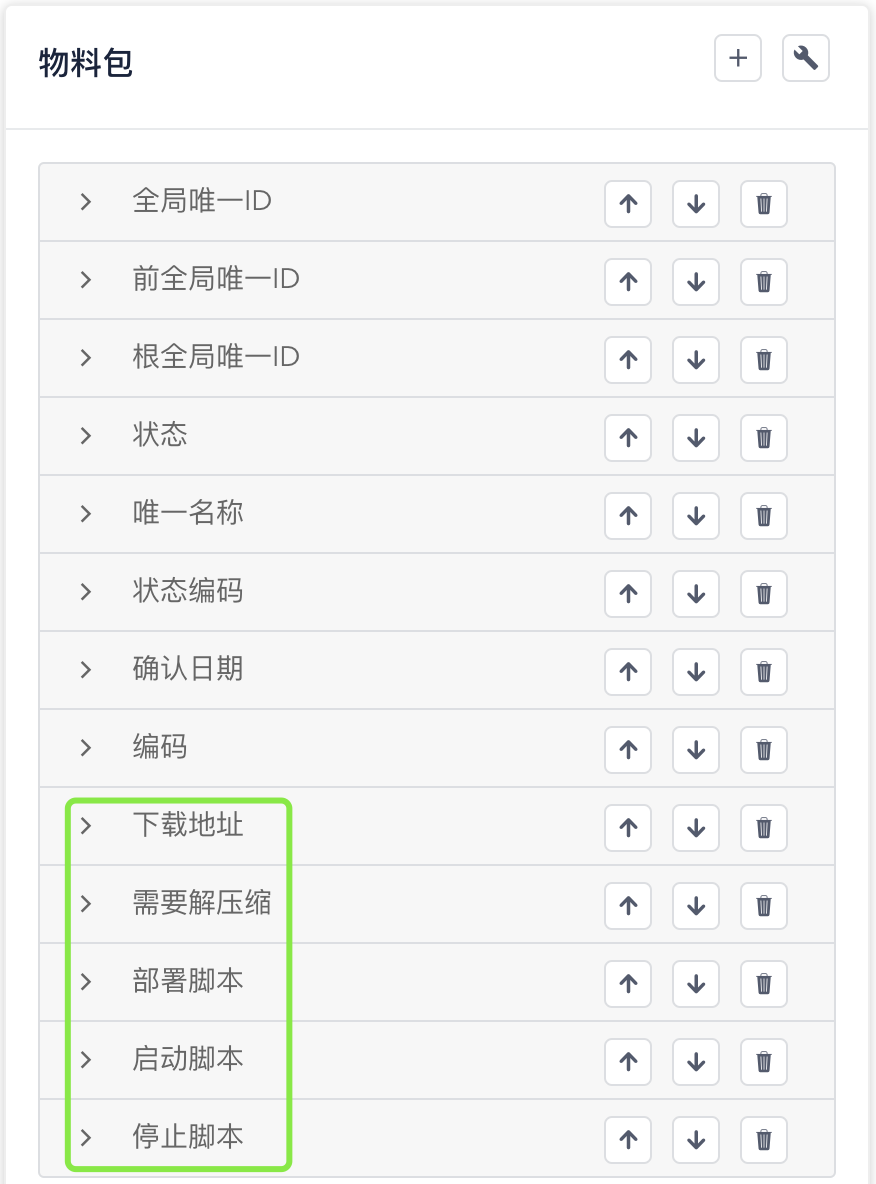 物料包
全局唯一ID
前全局唯一ID
根全局唯一ID
状态
唯一名称
状态编码
确认日期
编码
下载地址
需要解压缩
部署脚本
启动脚本
停止脚本